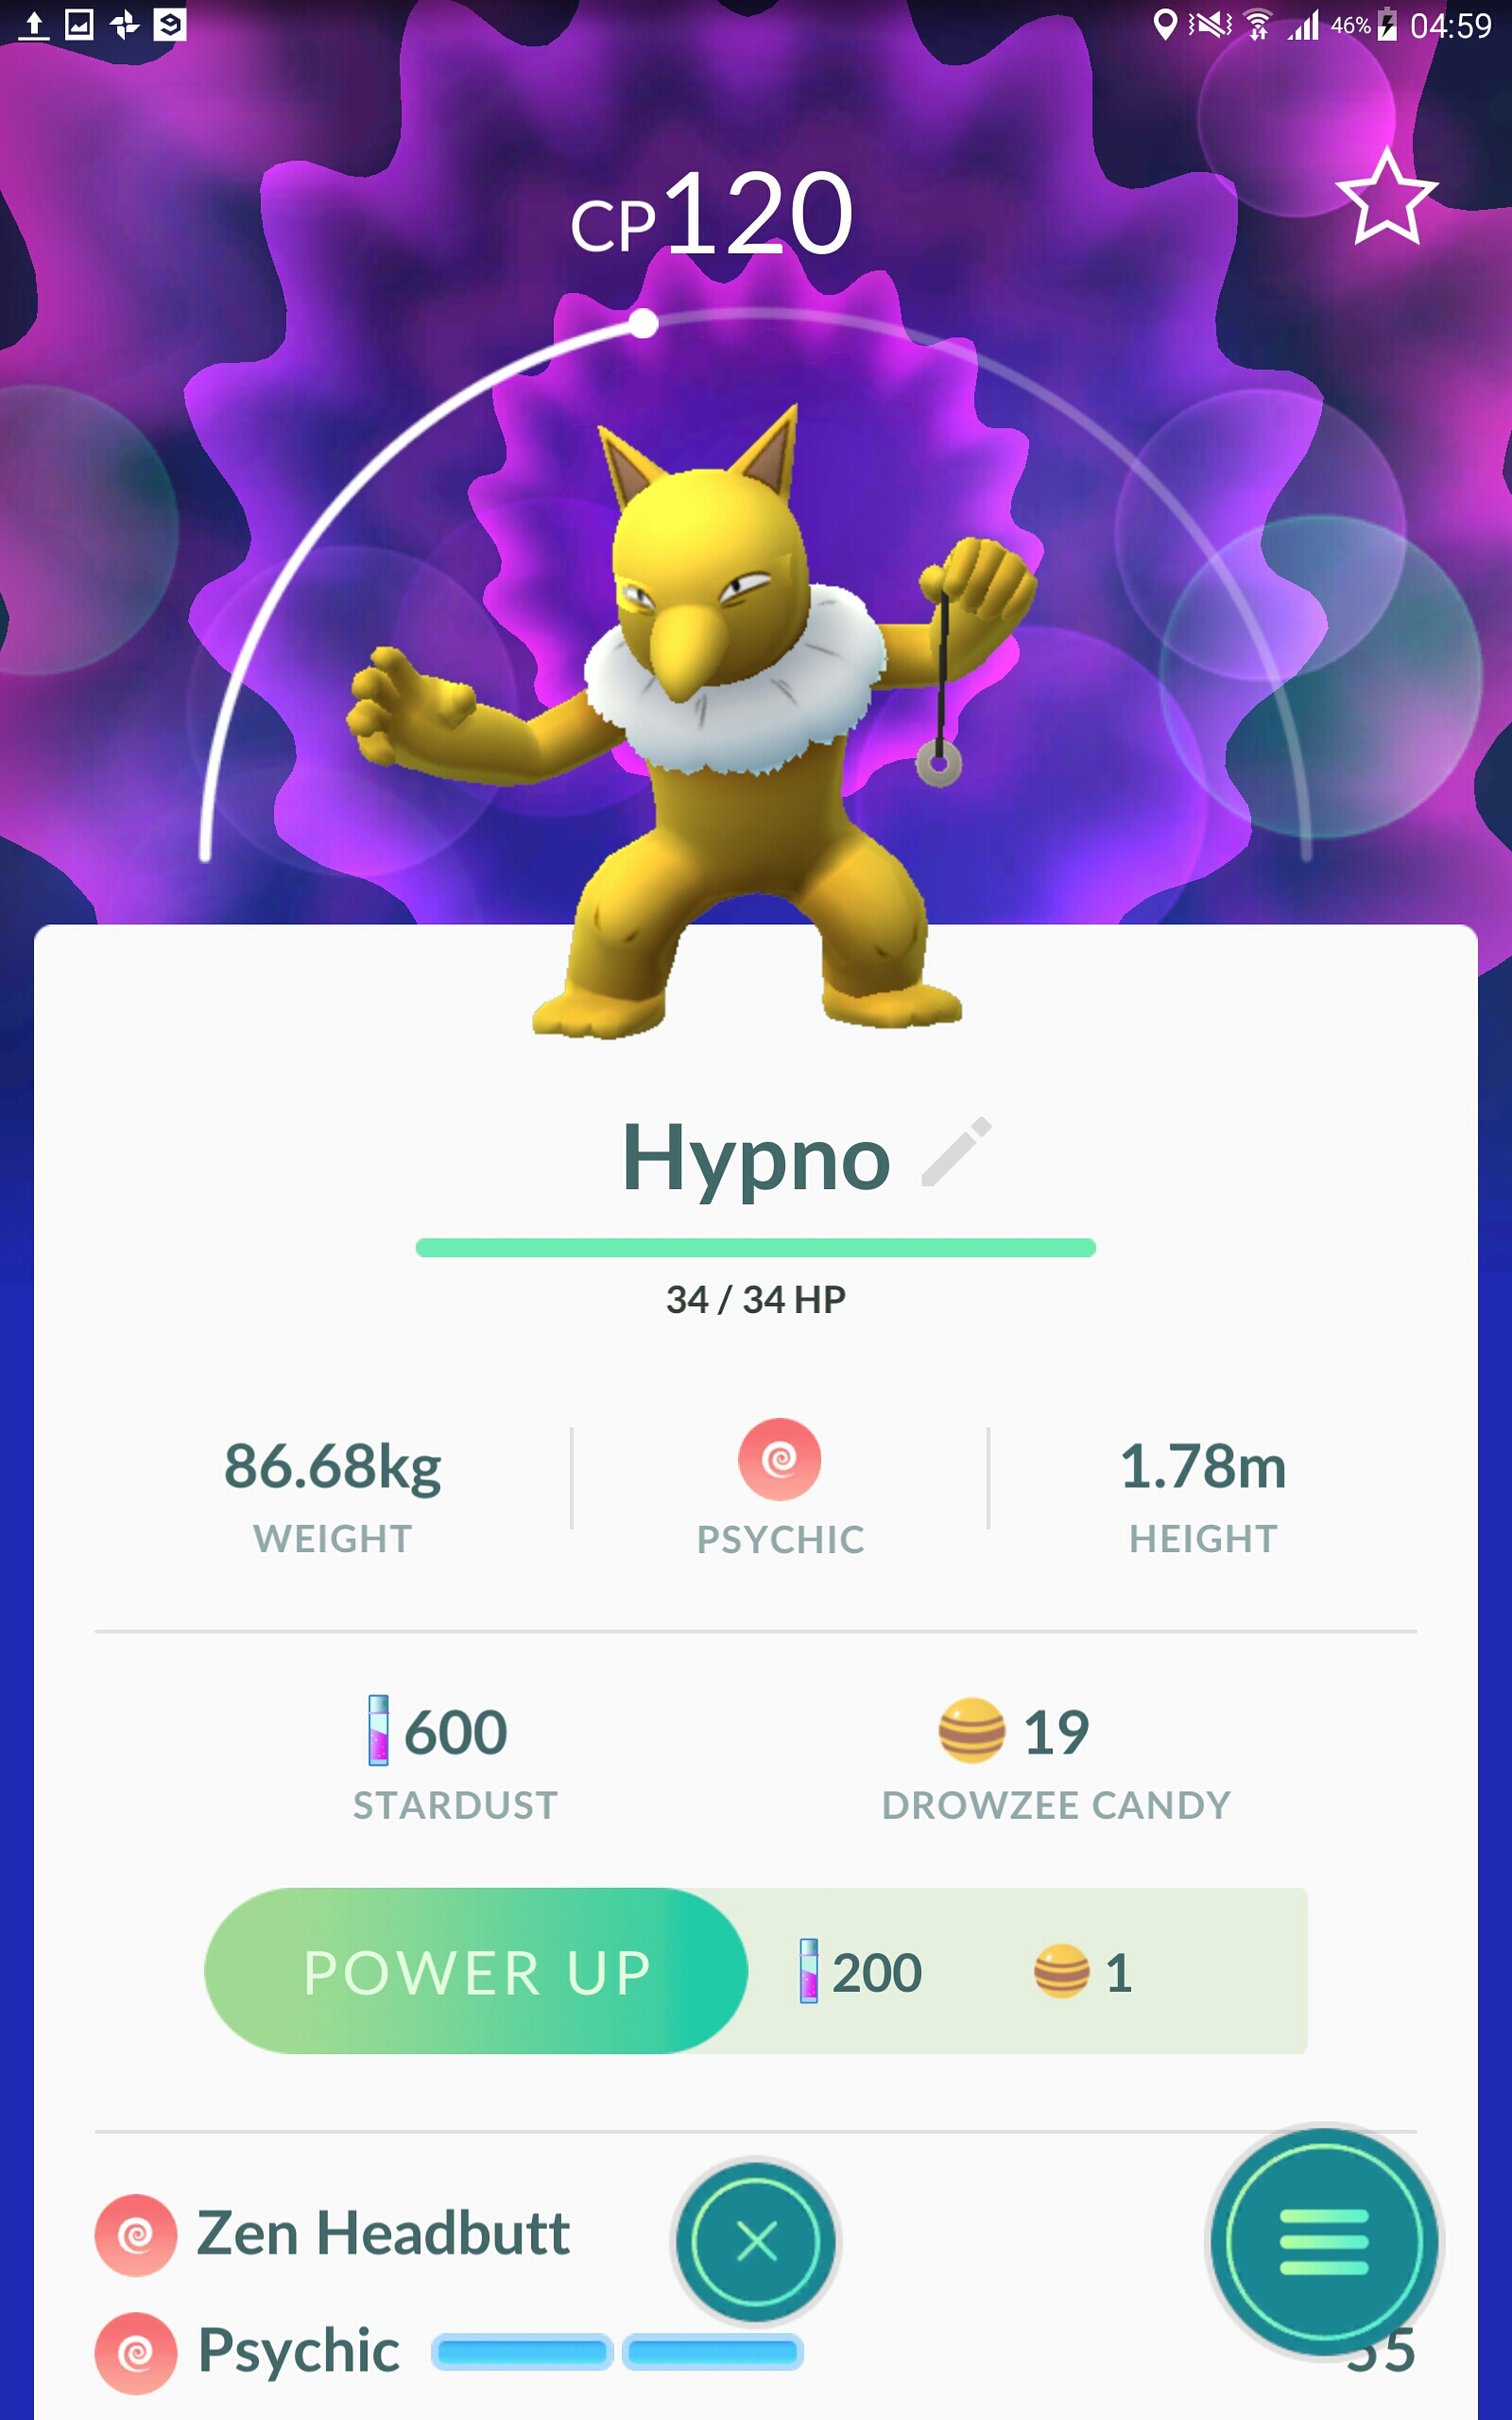 46% 04:59
CP120
Hypno
34 / 34 HP
86.68kg
WEIGHT
PSYCHIC
1.78m
HEIGHT
600
STARDUST
19
DROWZEE CANDY
POWER UP 200 1
Zen Headbutt
Psychic